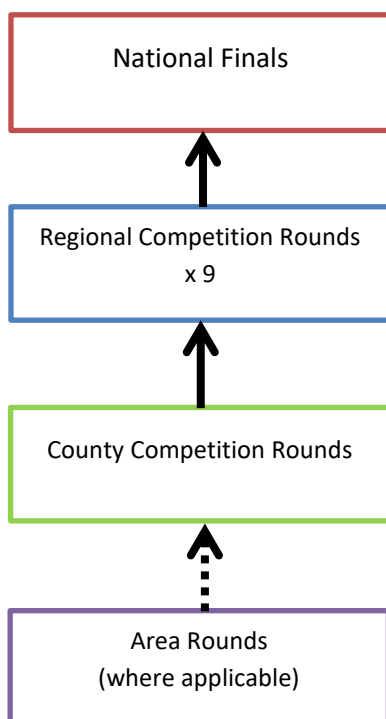 National Finals
Regional Competition Rounds
x 9
County Competition Rounds
Area Rounds
(where applicable)